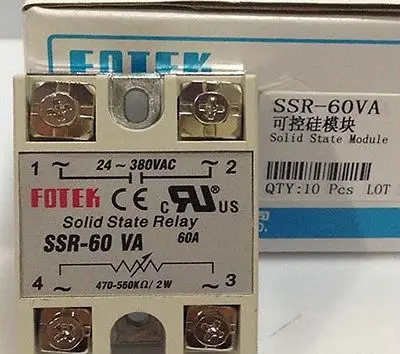 FOTEK
SSR-60VA
可控硅模块
Solid State Module
QTY:10 Pcs LOT
D.
1 ~ 24 ~ 380VAC ~ 2
FOTEK CE c RU US
Solid State Relay
SSR-60 VA 60A
4 ~ ~ 3
470-560KΩ/ 2W